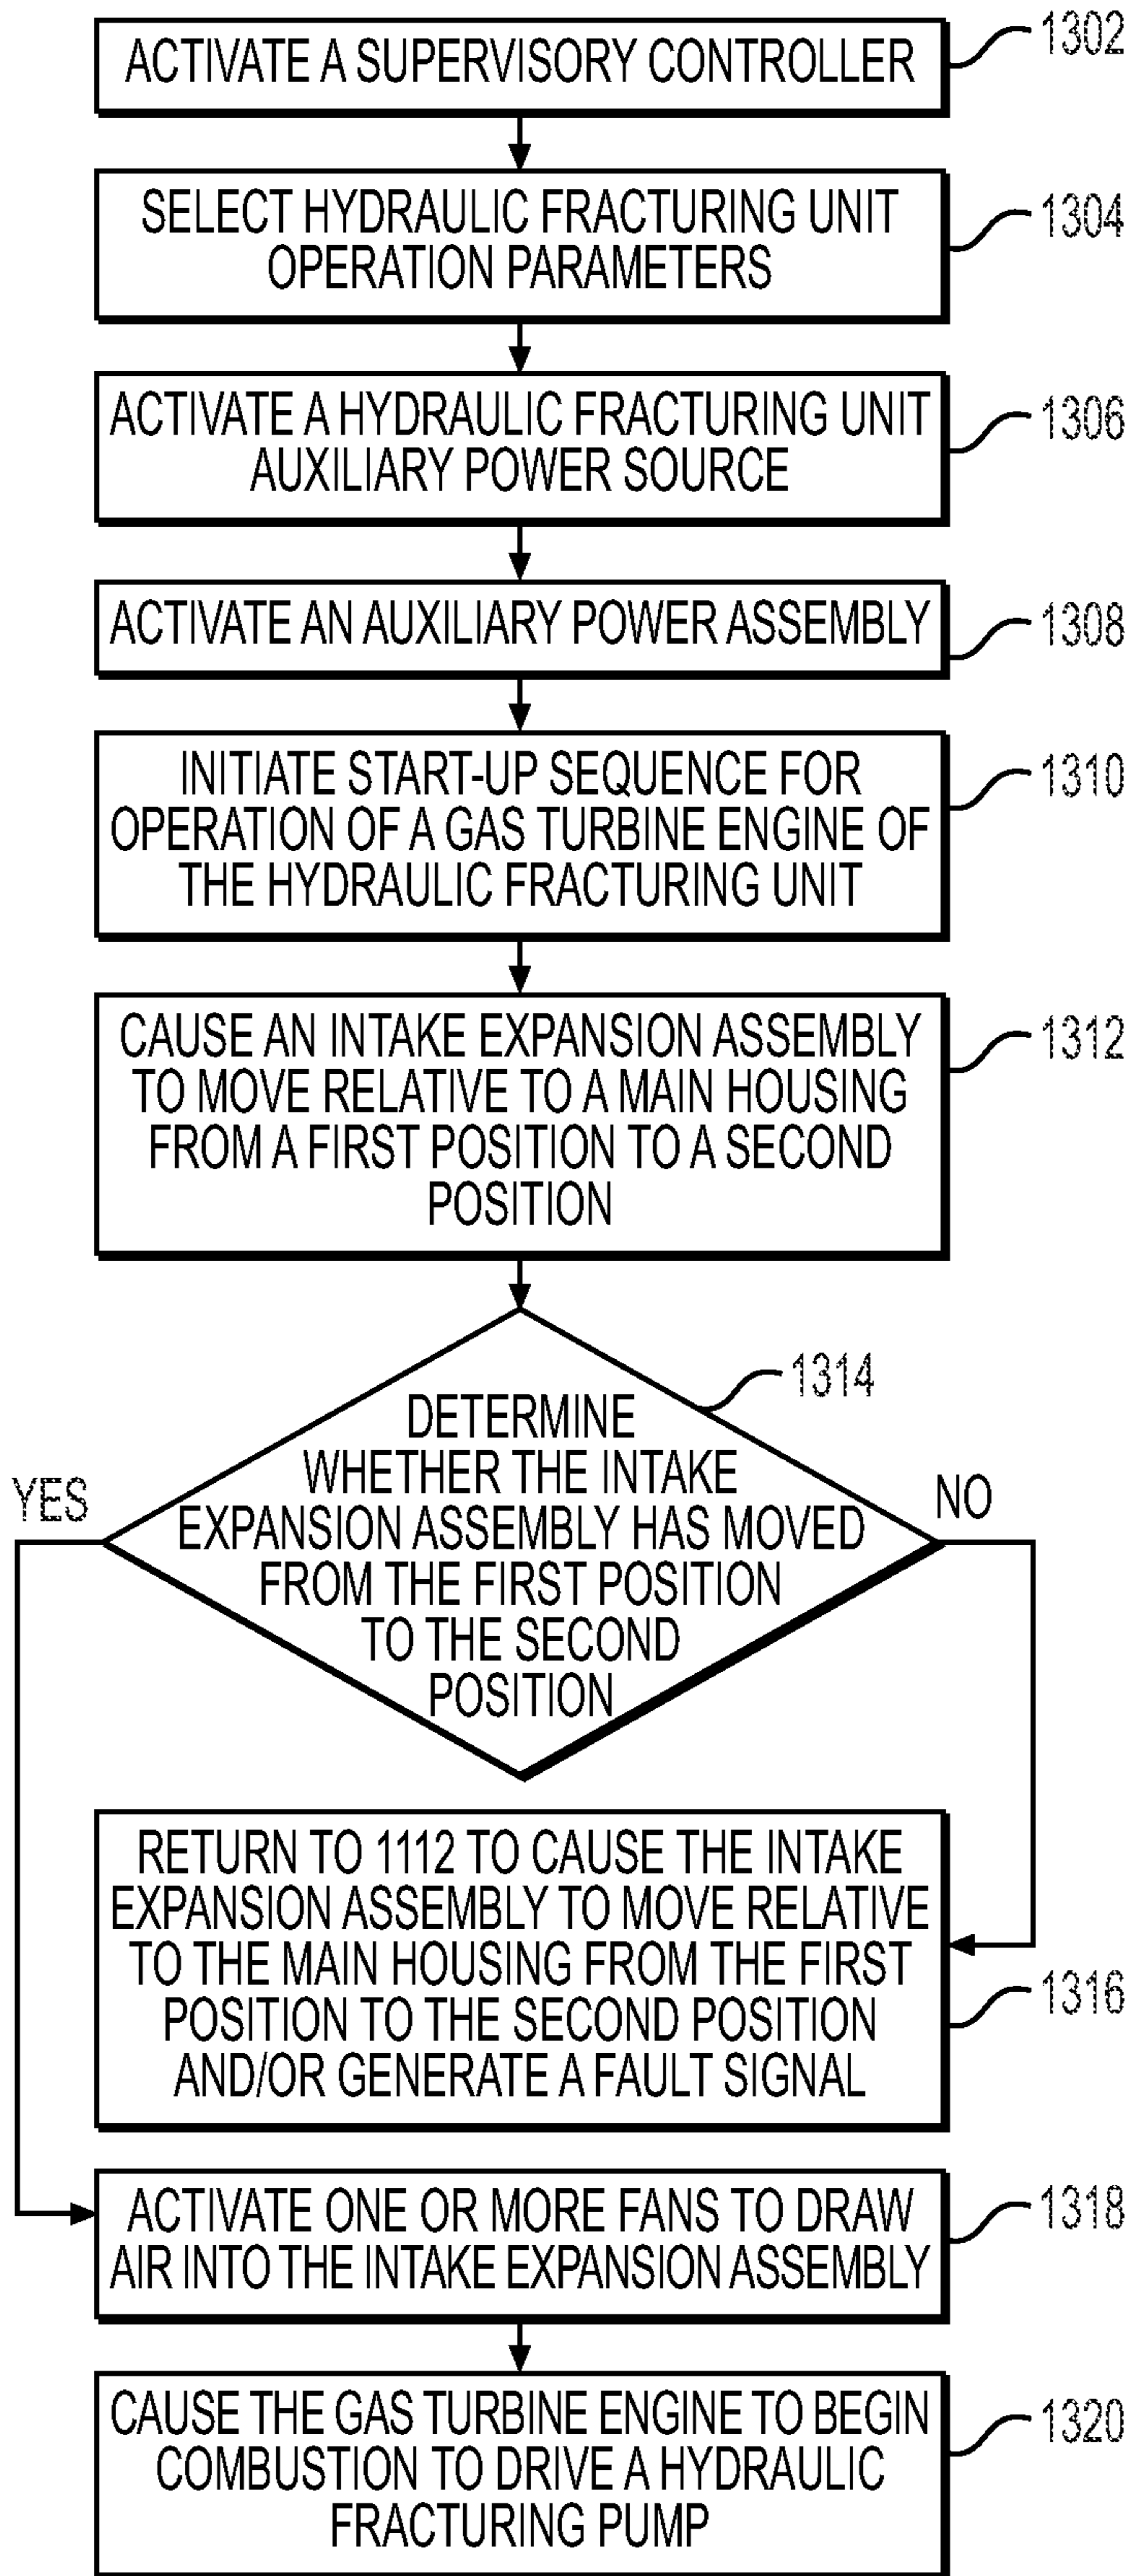 ACTIVATE A SUPERVISORY CONTROLLER
1302
SELECT HYDRAULIC FRACTURING UNIT
OPERATION PARAMETERS
1304
ACTIVATE A HYDRAULIC FRACTURING UNIT
AUXILIARY POWER SOURCE
1306
ACTIVATE AN AUXILIARY POWER ASSEMBLY
1308
INITIATE START-UP SEQUENCE FOR
OPERATION OF A GAS TURBINE ENGINE OF
THE HYDRAULIC FRACTURING UNIT
1310
CAUSE AN INTAKE EXPANSION ASSEMBLY
TO MOVE RELATIVE TO A MAIN HOUSING
FROM A FIRST POSITION TO A SECOND
POSITION
1312
1314
DETERMINE
WHETHER THE INTAKE
EXPANSION ASSEMBLY HAS MOVED
FROM THE FIRST POSITION
TO THE SECOND
POSITION
YES
NO
RETURN TO 1112 TO CAUSE THE INTAKE
EXPANSION ASSEMBLY TO MOVE RELATIVE
TO THE MAIN HOUSING FROM THE FIRST
POSITION TO THE SECOND POSITION
AND/OR GENERATE A FAULT SIGNAL
1316
ACTIVATE ONE OR MORE FANS TO DRAW
AIR INTO THE INTAKE EXPANSION ASSEMBLY
1318
CAUSE THE GAS TURBINE ENGINE TO BEGIN
COMBUSTION TO DRIVE A HYDRAULIC
FRACTURING PUMP
1320